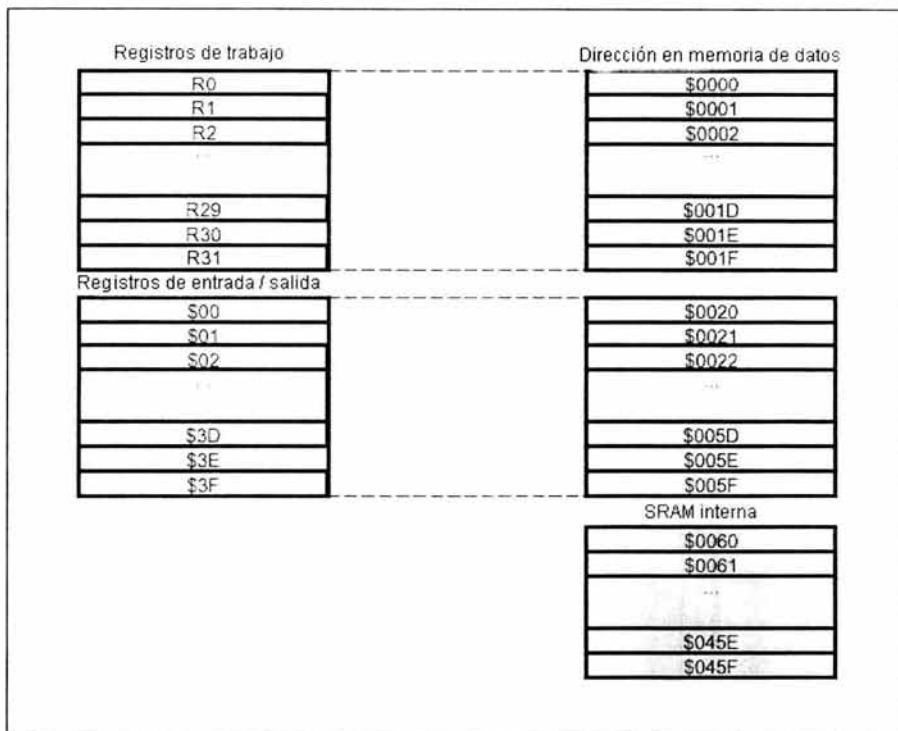 Registros de trabajo
Dirección en memoria de datos
R0
$0000
R1
$0001
R2
$0002
...
...
R29
$001D
R30
$001E
R31
$001F
Registros de entrada / salida
$00
$0020
$01
$0021
$02
$0022
...
...
$3D
$005D
$3E
$005E
$3F
$005F
SRAM interna
$0060
$0061
...
$045E
$045F